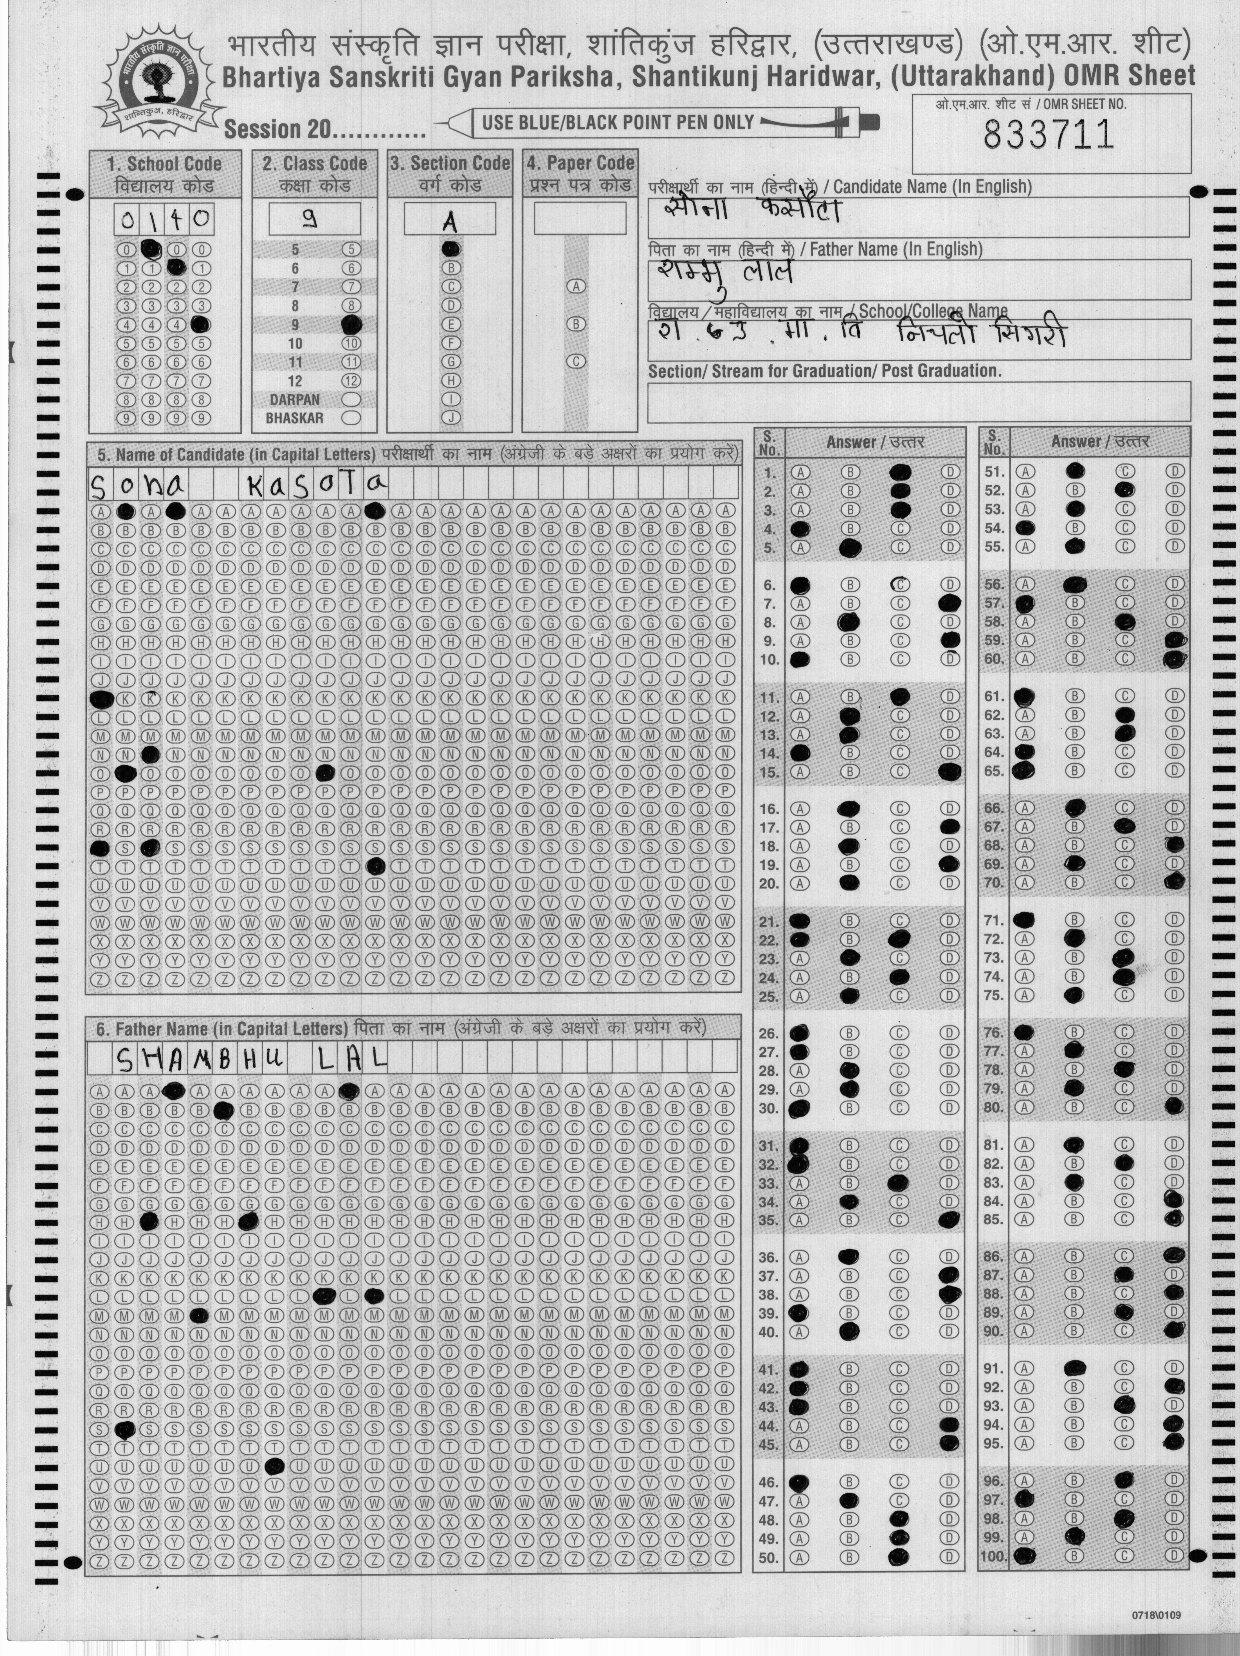 भारतीय संस्कृति ज्ञान परीक्षा, शांतिकुंज हरिद्वार, (उत्तराखण्ड) (ओ.एम.आर. शीट)
Bhartiya Sanskriti Gyan Pariksha, Shantikunj Haridwar, (Uttarakhand) OMR Sheet
Session 20............
USE BLUE/BLACK POINT PEN ONLY
ओ.एम.आर. शीट सं / OMR SHEET NO.
833711
1. School Code
विद्यालय कोड
0140
2. Class Code
कक्षा कोड
9
5
6
7
8
9
10
11
12
DARPAN
BHASKAR
3. Section Code
वर्ग कोड
A
4. Paper Code
प्रश्न पत्र कोड
परीक्षार्थी का नाम (हिन्दी में) / Candidate Name (In English)
सोना कसोटा
पिता का नाम (हिन्दी में) / Father Name (In English)
शम्भु लाल
विद्यालय / महाविद्यालय का नाम / School/College Name
Section/ Stream for Graduation/ Post Graduation.
5. Name of Candidate (in Capital Letters) परीक्षार्थी का नाम (अंग्रेजी के बड़े अक्षरों का प्रयोग करें)
Sona KaSoTa
6. Father Name (in Capital Letters) पिता का नाम (अंग्रेजी के बड़े अक्षरों का प्रयोग करें)
SHAMBHU LAL
S. No. Answer / उत्तर
S. No. Answer / उत्तर
0718\0109